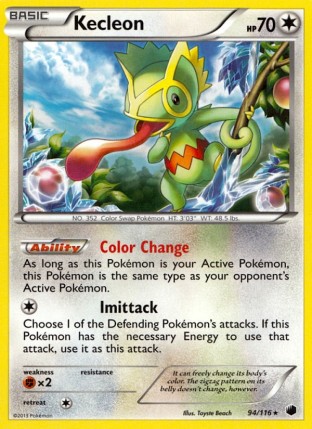 BASIC
Kecleon
HP70
NO. 352 Color Swap Pokémon HT: 3'03" WT: 48.5 lbs.
Ability Color Change
As long as this Pokémon is your Active Pokémon,
this Pokémon is the same type as your opponent's
Active Pokémon.
Imittack
Choose 1 of the Defending Pokémon's attacks. If this
Pokémon has the necessary Energy to use that
attack, use it as this attack.
weakness
×2
resistance
retreat
It can freely change its body's color.
The zigzag pattern on its
belly doesn't change, however.
©2013 Pokémon
Illus. Toyste Beach
94/116★